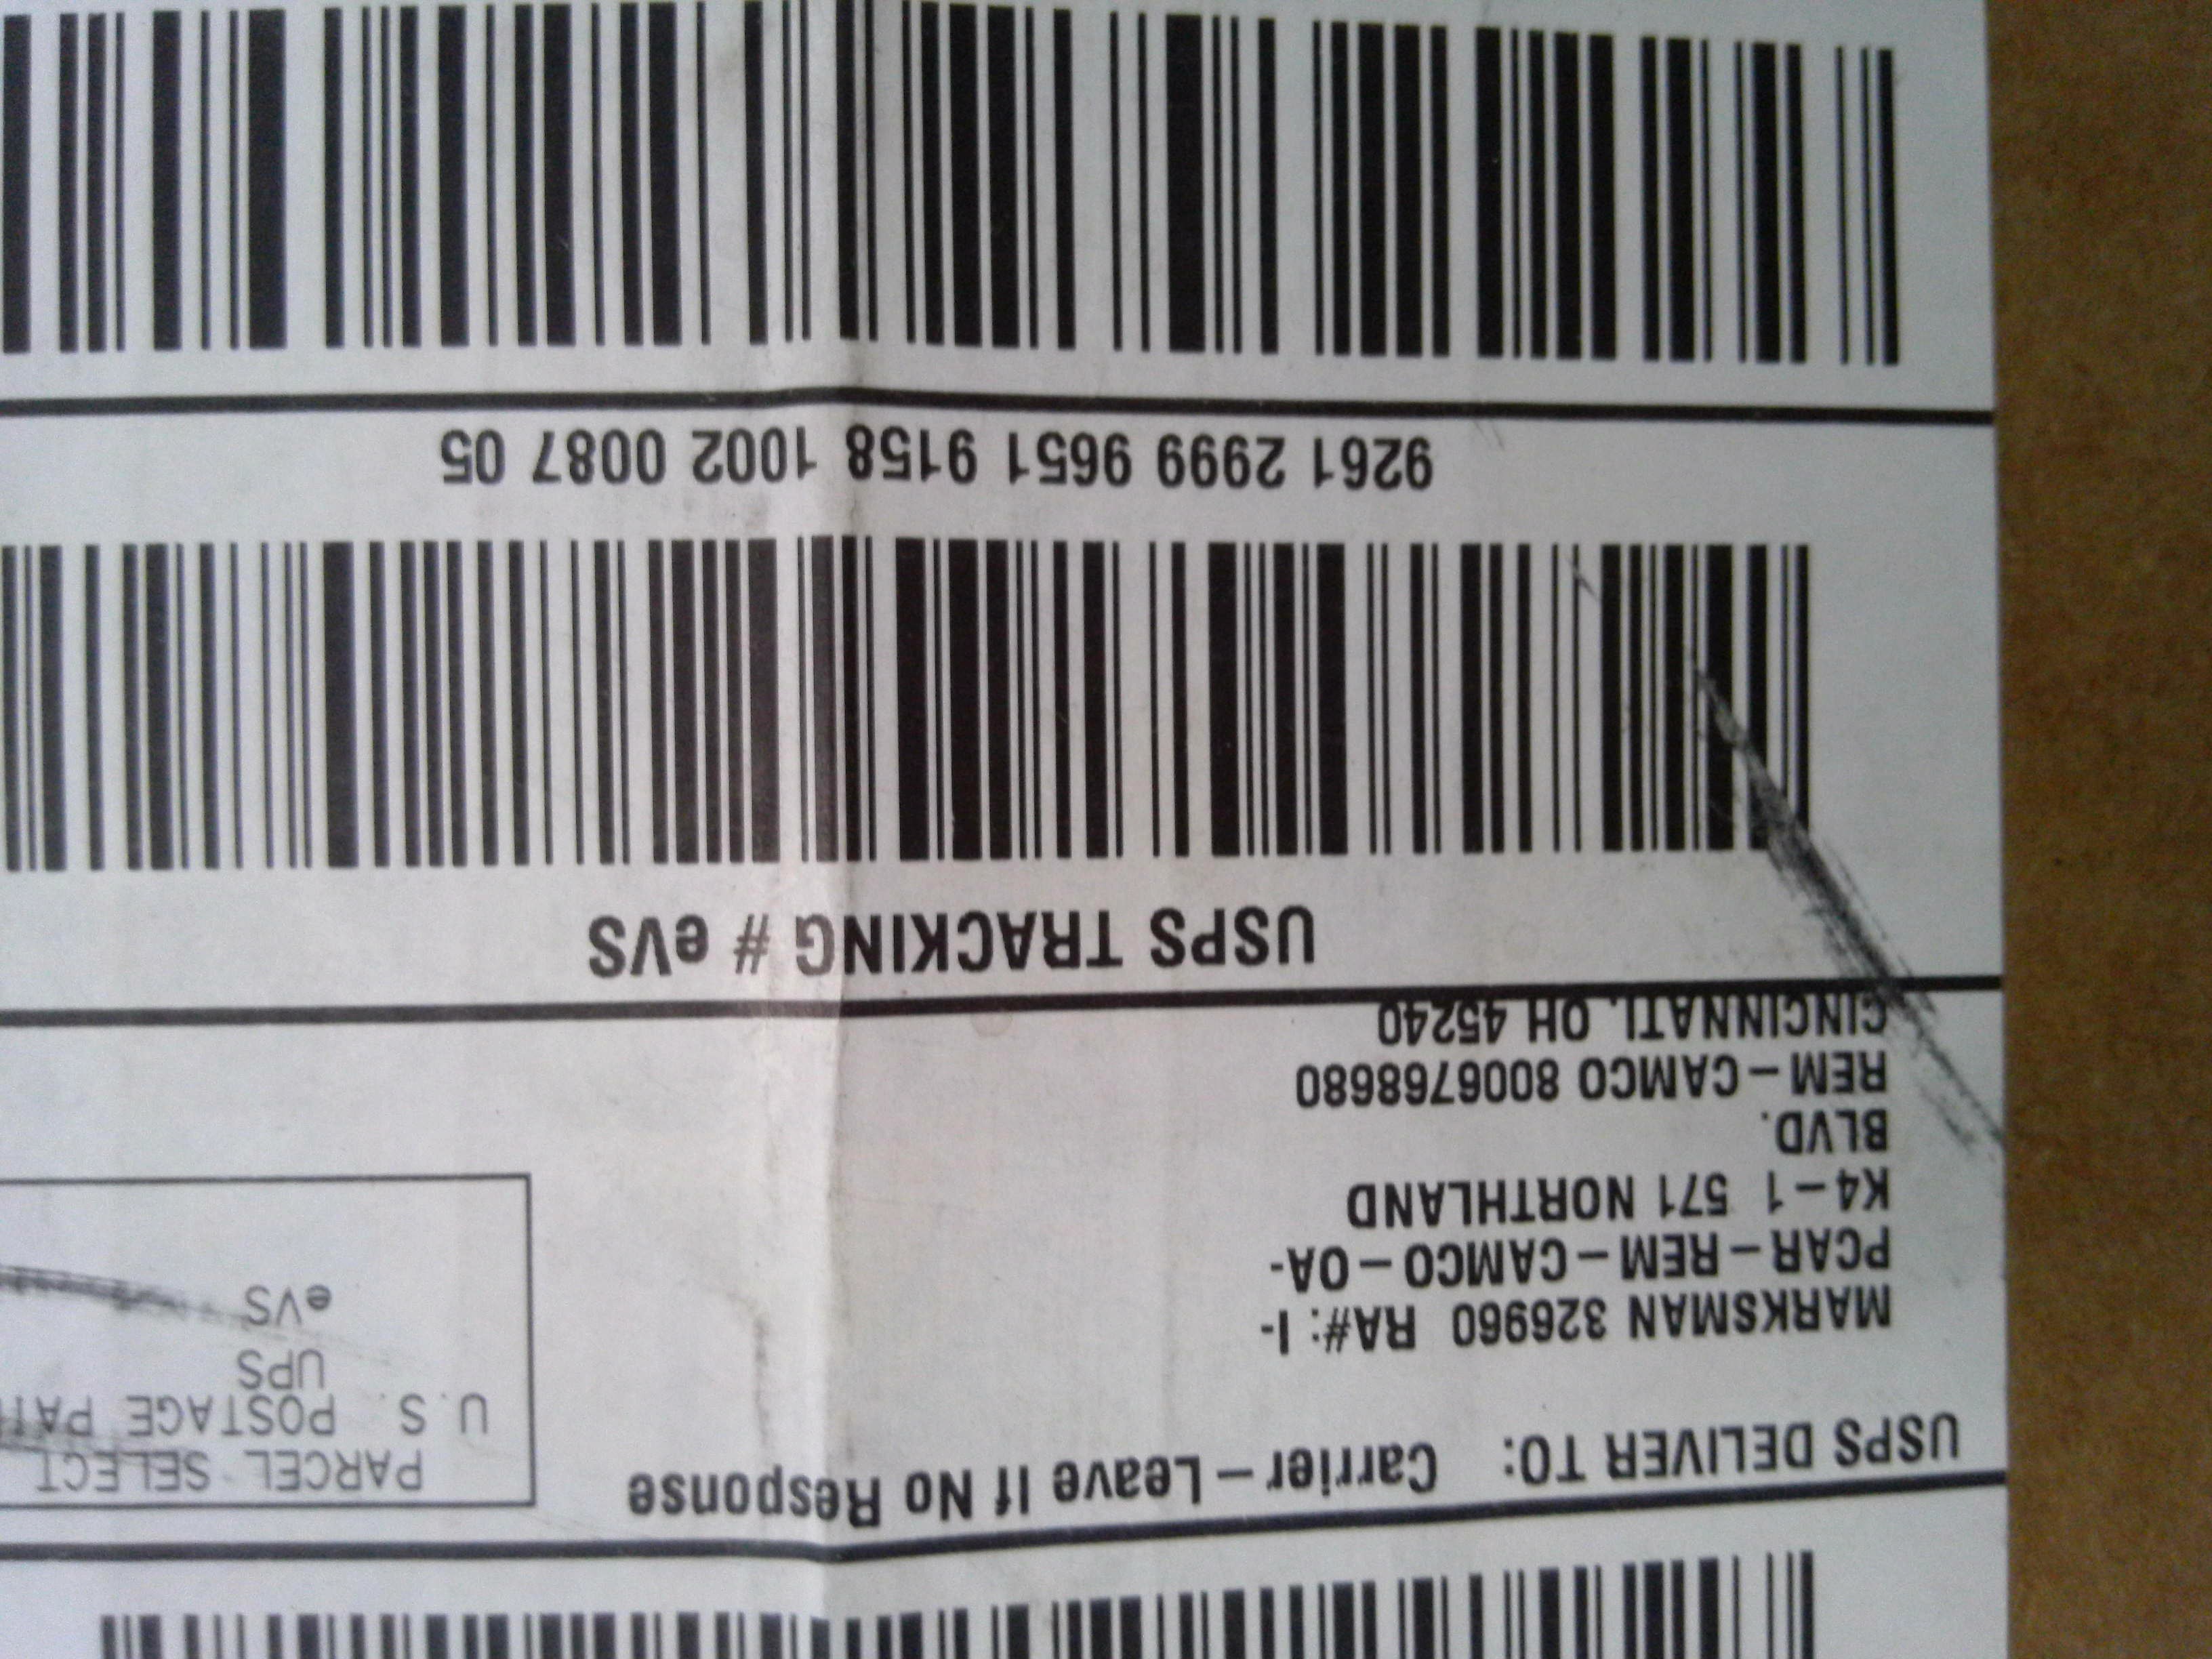 USPS DELIVER TO: Carrier – Leave If No Response
PARCEL SELECT
U.S. POSTAGE
UPS
eVS
MARKSMAN 326960 RA#: I-
PCAR – REM – CAMCO – OA-
K4 – 1 571 NORTHLAND
BLVD.
REM – CAMCO 8006768680
CINCINNATI, OH 45240
USPS TRACKING # eVS
9261 2999 9651 9158 1002 0087 05